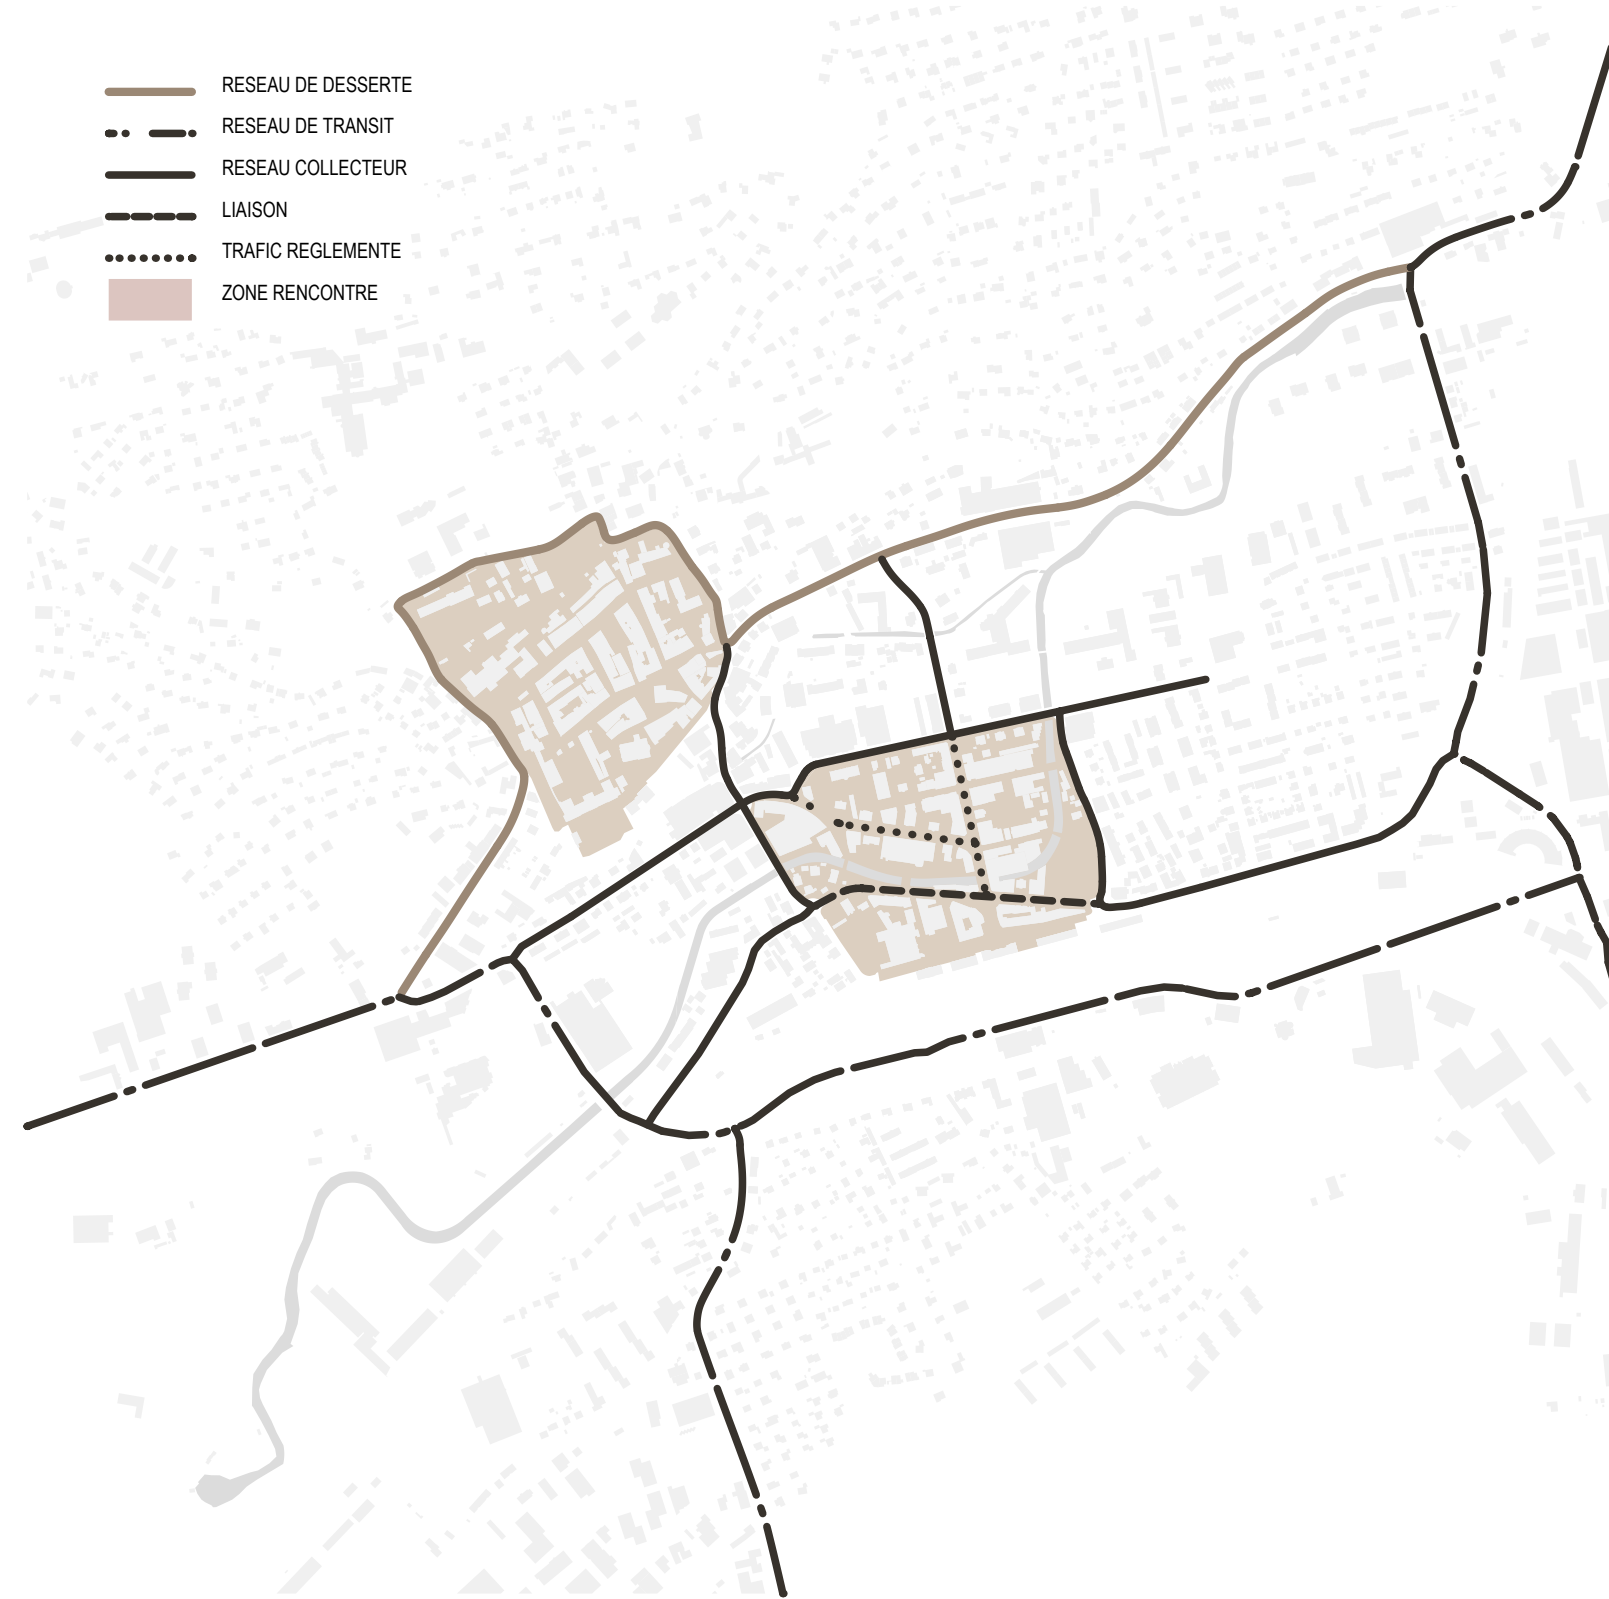 RESEAU DE DESSERTE
RESEAU DE TRANSIT
RESEAU COLLECTEUR
LIAISON
TRAFIC REGLEMENTE
ZONE RENCONTRE